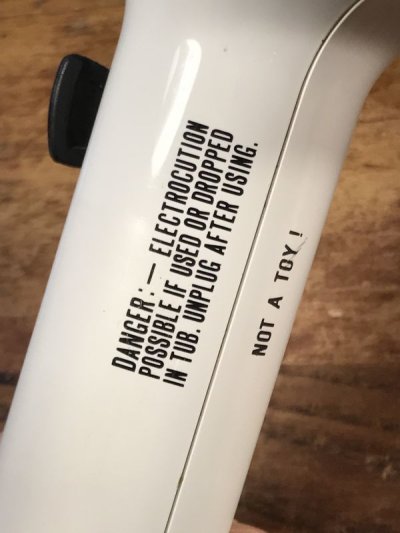 DANGER: — ELECTROCUTION
POSSIBLE IF USED OR DROPPED
IN TUB. UNPLUG AFTER USING.
NOT A TOY!